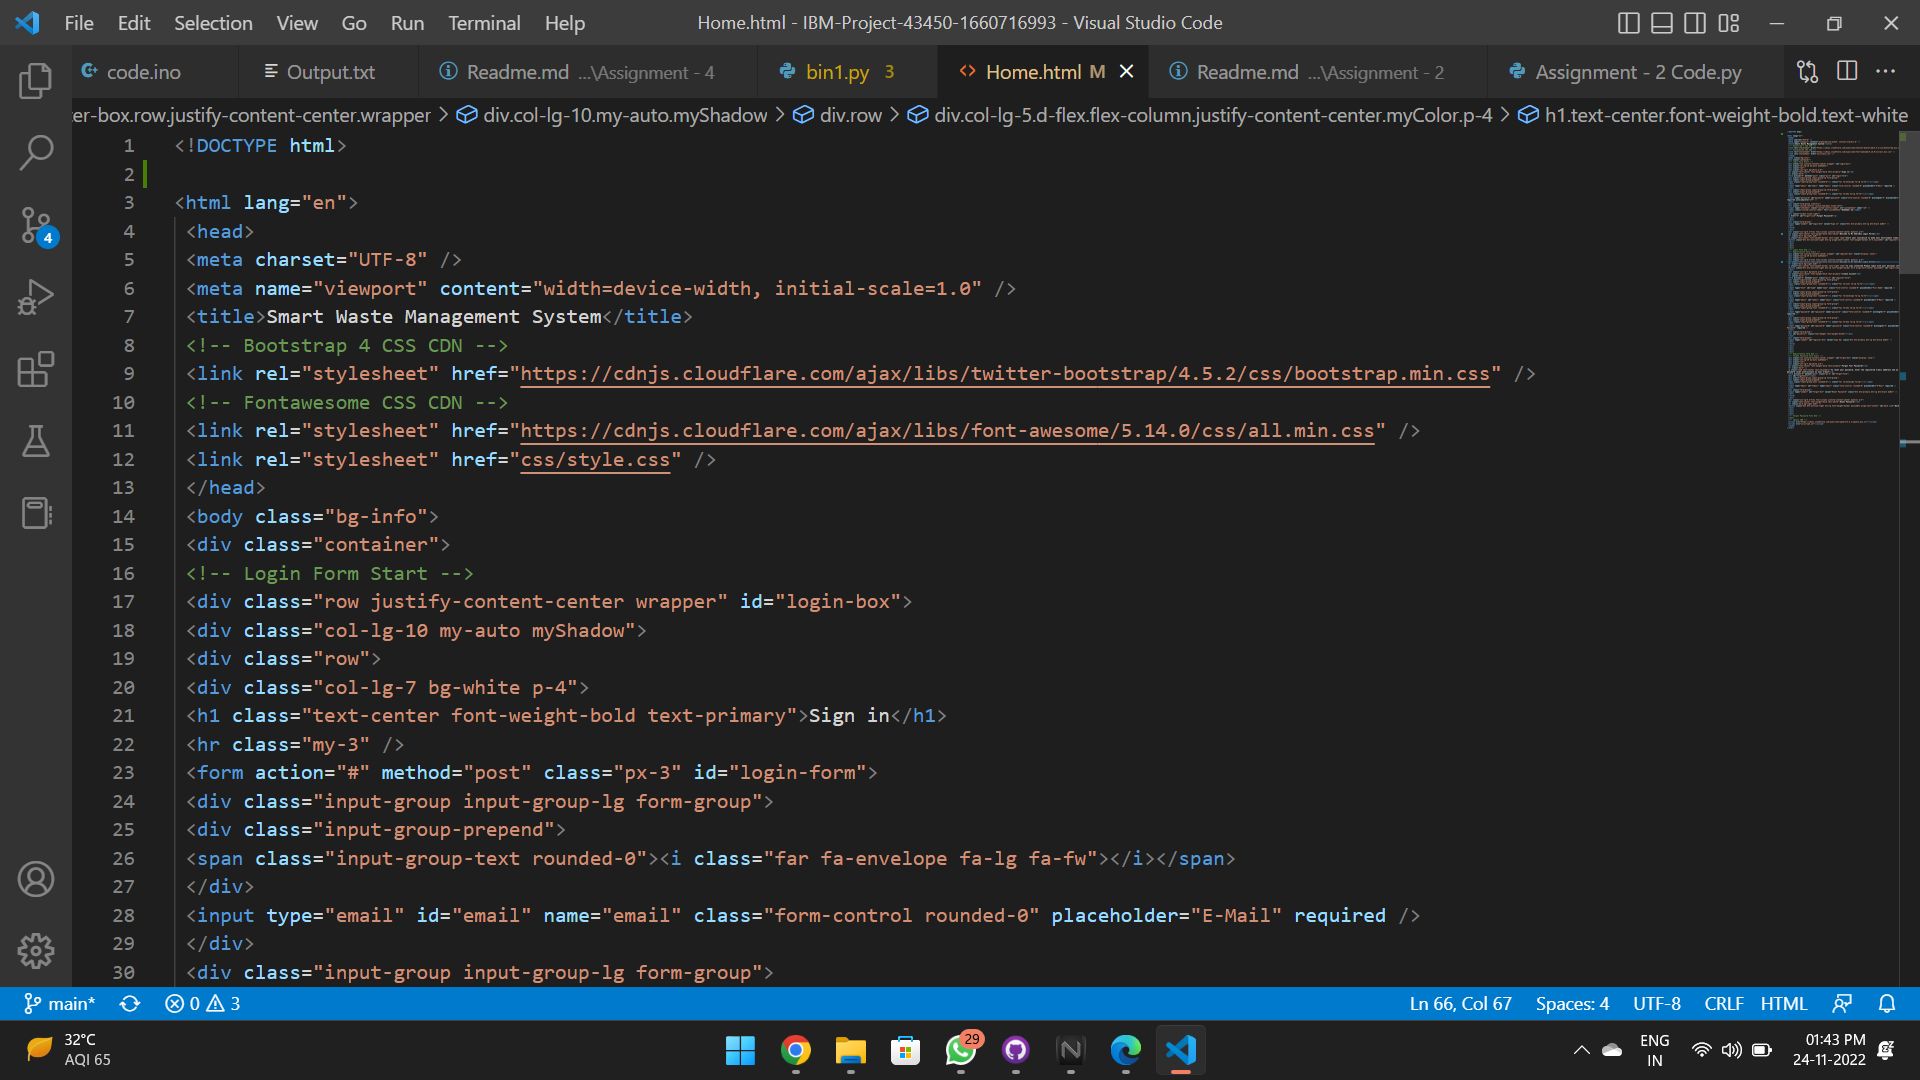 File Edit Selection View Go Run Terminal Help Home.html - IBM-Project-43450-1660716993 - Visual Studio Code
code.ino Output.txt Readme.md ...\Assignment - 4 bin1.py 3 Home.html M Readme.md ...\Assignment - 2 Assignment - 2 Code.py ...
er-box.row.justify-content-center.wrapper > div.col-lg-10.my-auto.myShadow > div.row > div.col-lg-5.d-flex.flex-column.justify-content-center.myColor.p-4 > h1.text-center.font-weight-bold.text-white
1 <!DOCTYPE html>
2
3 <html lang="en">
4 <head>
5 <meta charset="UTF-8" />
6 <meta name="viewport" content="width=device-width, initial-scale=1.0" />
7 <title>Smart Waste Management System</title>
8 <!-- Bootstrap 4 CSS CDN -->
9 <link rel="stylesheet" href="https://cdnjs.cloudflare.com/ajax/libs/twitter-bootstrap/4.5.2/css/bootstrap.min.css" />
10 <!-- Fontawesome CSS CDN -->
11 <link rel="stylesheet" href="https://cdnjs.cloudflare.com/ajax/libs/font-awesome/5.14.0/css/all.min.css" />
12 <link rel="stylesheet" href="css/style.css" />
13 </head>
14 <body class="bg-info">
15 <div class="container">
16 <!-- Login Form Start -->
17 <div class="row justify-content-center wrapper" id="login-box">
18 <div class="col-lg-10 my-auto myShadow">
19 <div class="row">
20 <div class="col-lg-7 bg-white p-4">
21 <h1 class="text-center font-weight-bold text-primary">Sign in</h1>
22 <hr class="my-3" />
23 <form action="#" method="post" class="px-3" id="login-form">
24 <div class="input-group input-group-lg form-group">
25 <div class="input-group-prepend">
26 <span class="input-group-text rounded-0"><i class="far fa-envelope fa-lg fa-fw"></i></span>
27 </div>
28 <input type="email" id="email" name="email" class="form-control rounded-0" placeholder="E-Mail" required />
29 </div>
30 <div class="input-group input-group-lg form-group">
4
main* 0 3 Ln 66, Col 67 Spaces: 4 UTF-8 CRLF HTML
32°C
AQI 65
29
ENG
IN
01:43 PM
24-11-2022